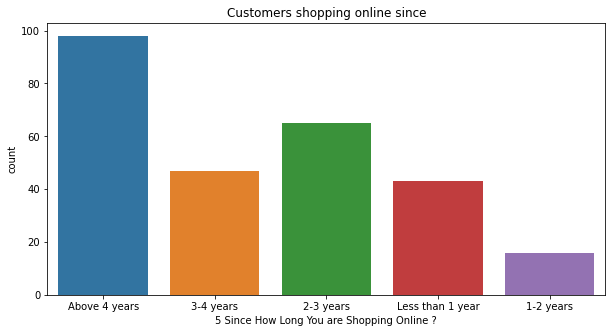 Customers shopping online since
100
80
60
40
20
0
count
Above 4 years
3-4 years
2-3 years
Less than 1 year
1-2 years
5 Since How Long You are Shopping Online ?